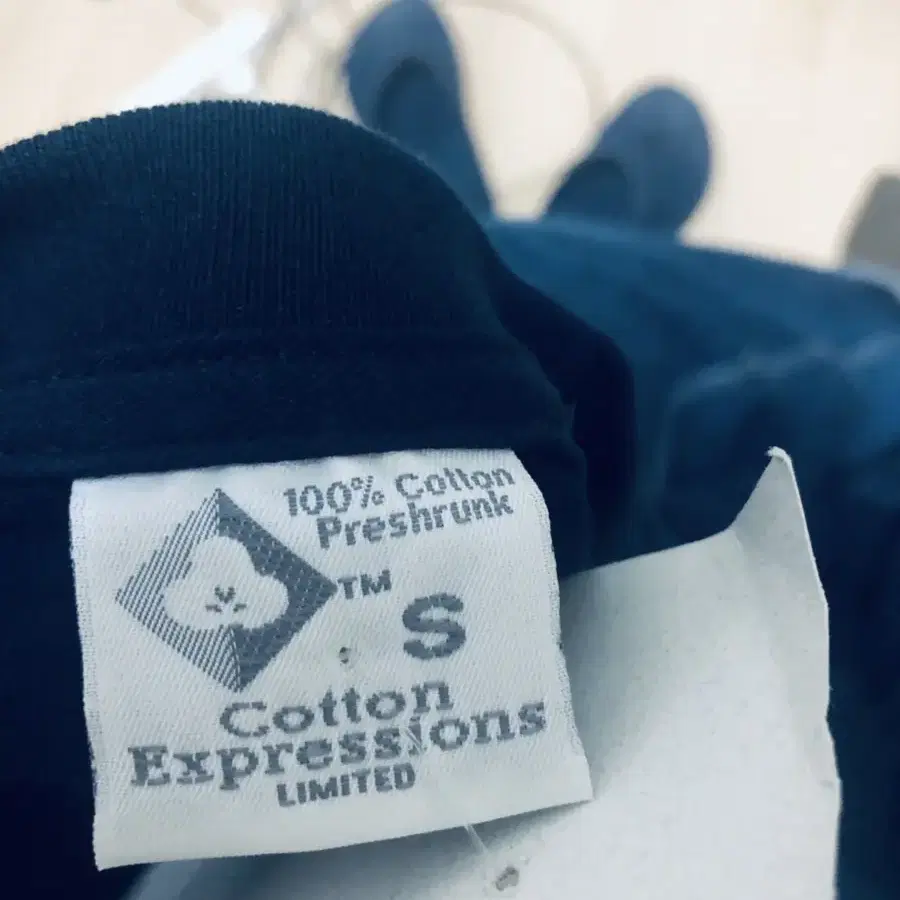 100% Cotton
Preshrunk
TM
S
Cotton
Expressions
LIMITED